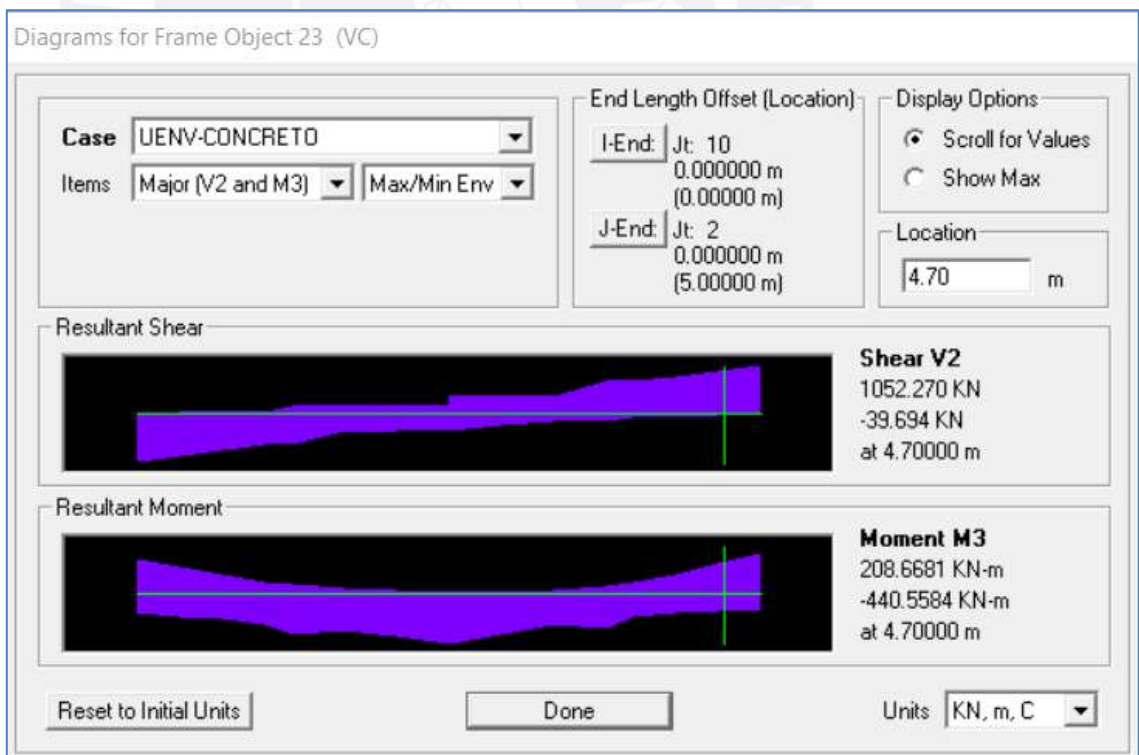 Diagrams for Frame Object 23 (VC)
Case UENV-CONCRETO
Items Major (V2 and M3) Max/Min Env
End Length Offset (Location)
I-End: Jt: 10
0.000000 m
(0.00000 m)
J-End: Jt: 2
0.000000 m
(5.00000 m)
Display Options
Scroll for Values
Show Max
Location
4.70 m
Resultant Shear
Shear V2
1052.270 KN
-39.694 KN
at 4.70000 m
Resultant Moment
Moment M3
208.6681 KN-m
-440.5584 KN-m
at 4.70000 m
Reset to Initial Units Done Units KN, m, C